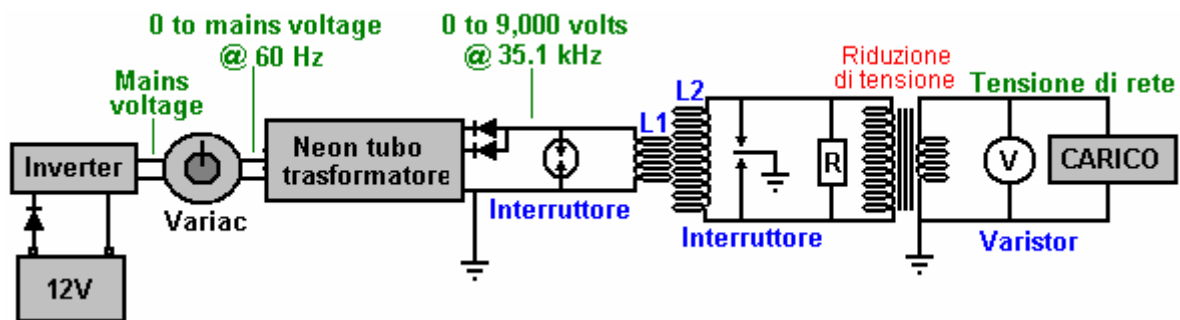 0 to mains voltage
@ 60 Hz
0 to 9,000 volts
@ 35.1 kHz
Mains
voltage
Riduzione
di tensione
Tensione di rete
L1
L2
Inverter
Variac
Neon tubo
trasformatore
Interruttore
Interruttore
R
V
Varistor
CARICO
12V